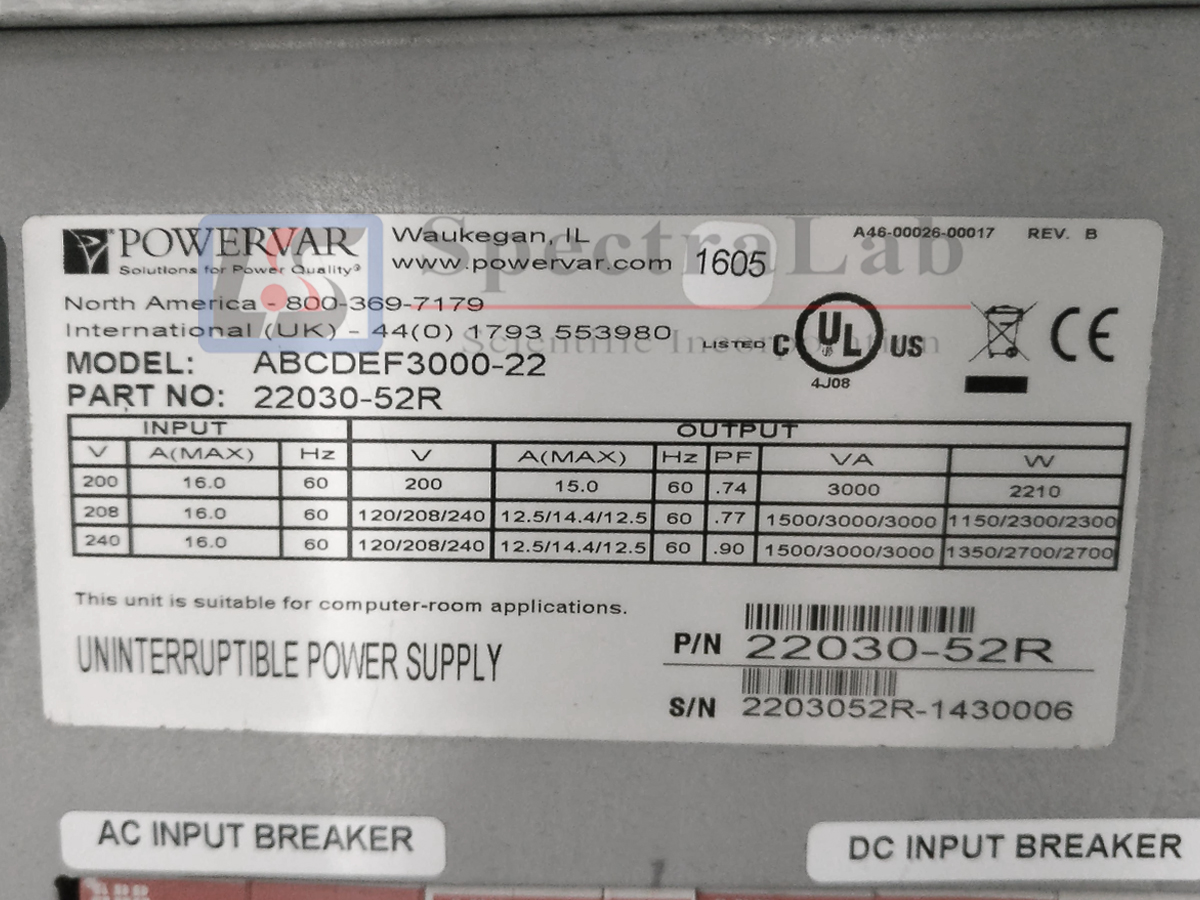 POWERVAR
Solutions for Power Quality®
Waukegan, IL
www.powervar.com 1605
A46-00026-00017 REV. B
SpectraLab
Scientific
North America - 800-369-7179
International (UK) - 44(0) 1793 553980
LISTED C UL US
4J08
CE
MODEL: ABCDEF3000-22
PART NO: 22030-52R
INPUT OUTPUT
V A(MAX) Hz V A(MAX) Hz PF VA W
200 16.0 60 200 15.0 60 .74 3000 2210
208 16.0 60 120/208/240 12.5/14.4/12.5 60 .77 1500/3000/3000 1150/2300/2300
240 16.0 60 120/208/240 12.5/14.4/12.5 60 .90 1500/3000/3000 1350/2700/2700
This unit is suitable for computer-room applications.
UNINTERRUPTIBLE POWER SUPPLY
P/N 22030-52R
S/N 2203052R-1430006
AC INPUT BREAKER
DC INPUT BREAKER